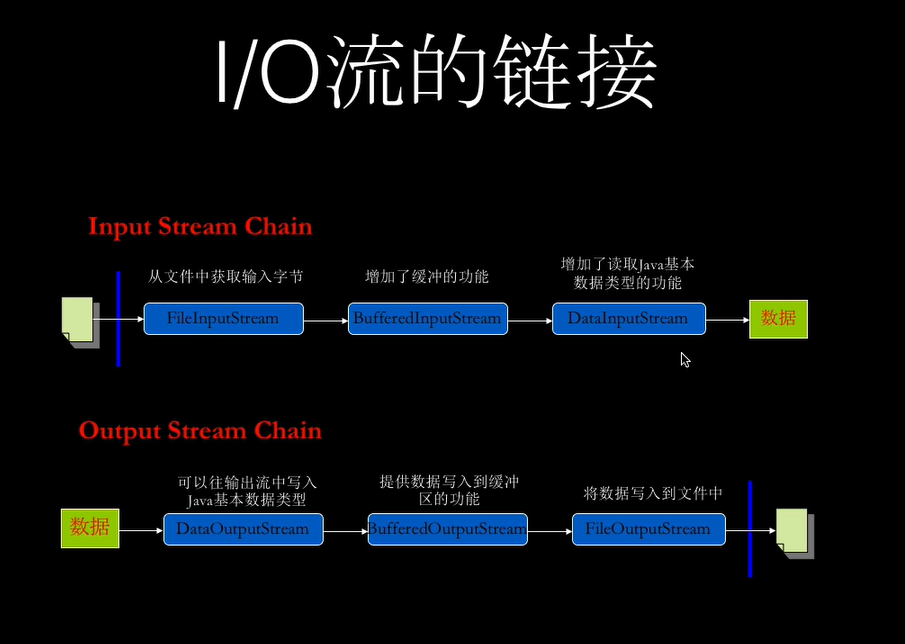 I/O流的链接
Input Stream Chain
从文件中获取输入字节
增加了缓冲的功能
增加了读取Java基本
数据类型的功能
FileInputStream
BufferedInputStream
DataInputStream
数据
Output Stream Chain
可以往输出流中写入
Java基本数据类型
提供数据写入到缓冲
区的功能
将数据写入到文件中
数据
DataOutputStream
BufferedOutputStream
FileOutputStream